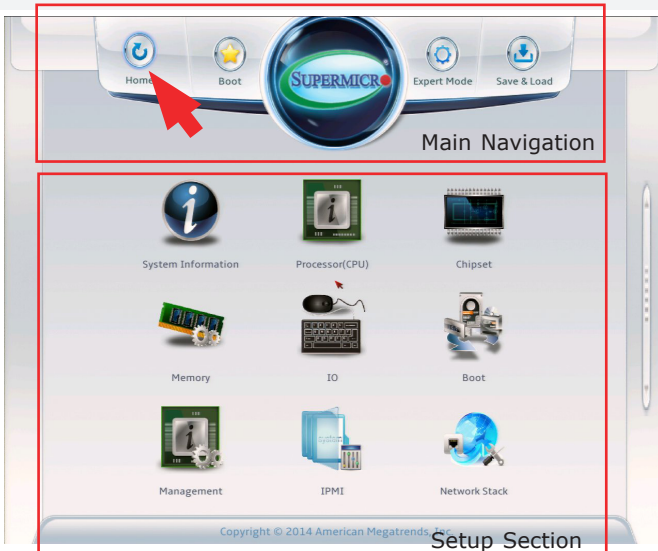 Home
Boot
SUPERMICRO
Expert Mode
Save & Load
Main Navigation
System Information
Processor(CPU)
Chipset
Memory
IO
Boot
Management
IPMI
Network Stack
Copyright © 2014 American Megatrends, Inc.
Setup Section